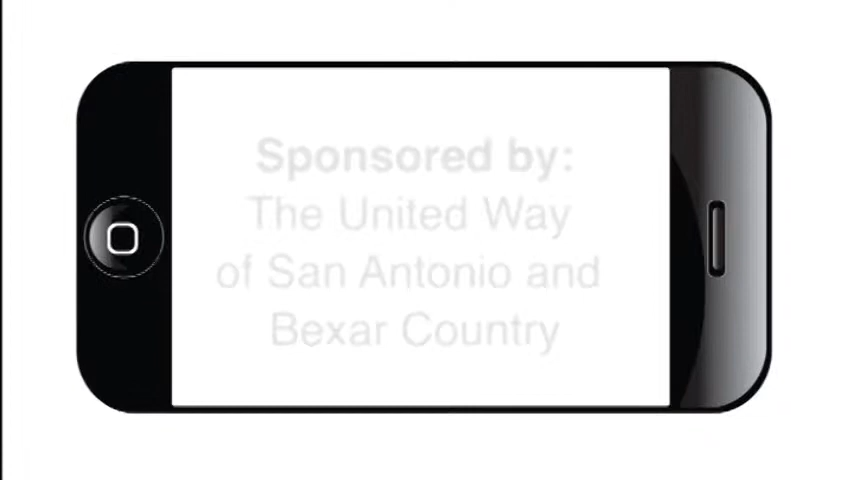 Sponsored by:
The United Way
of San Antonio and
Bexar Country